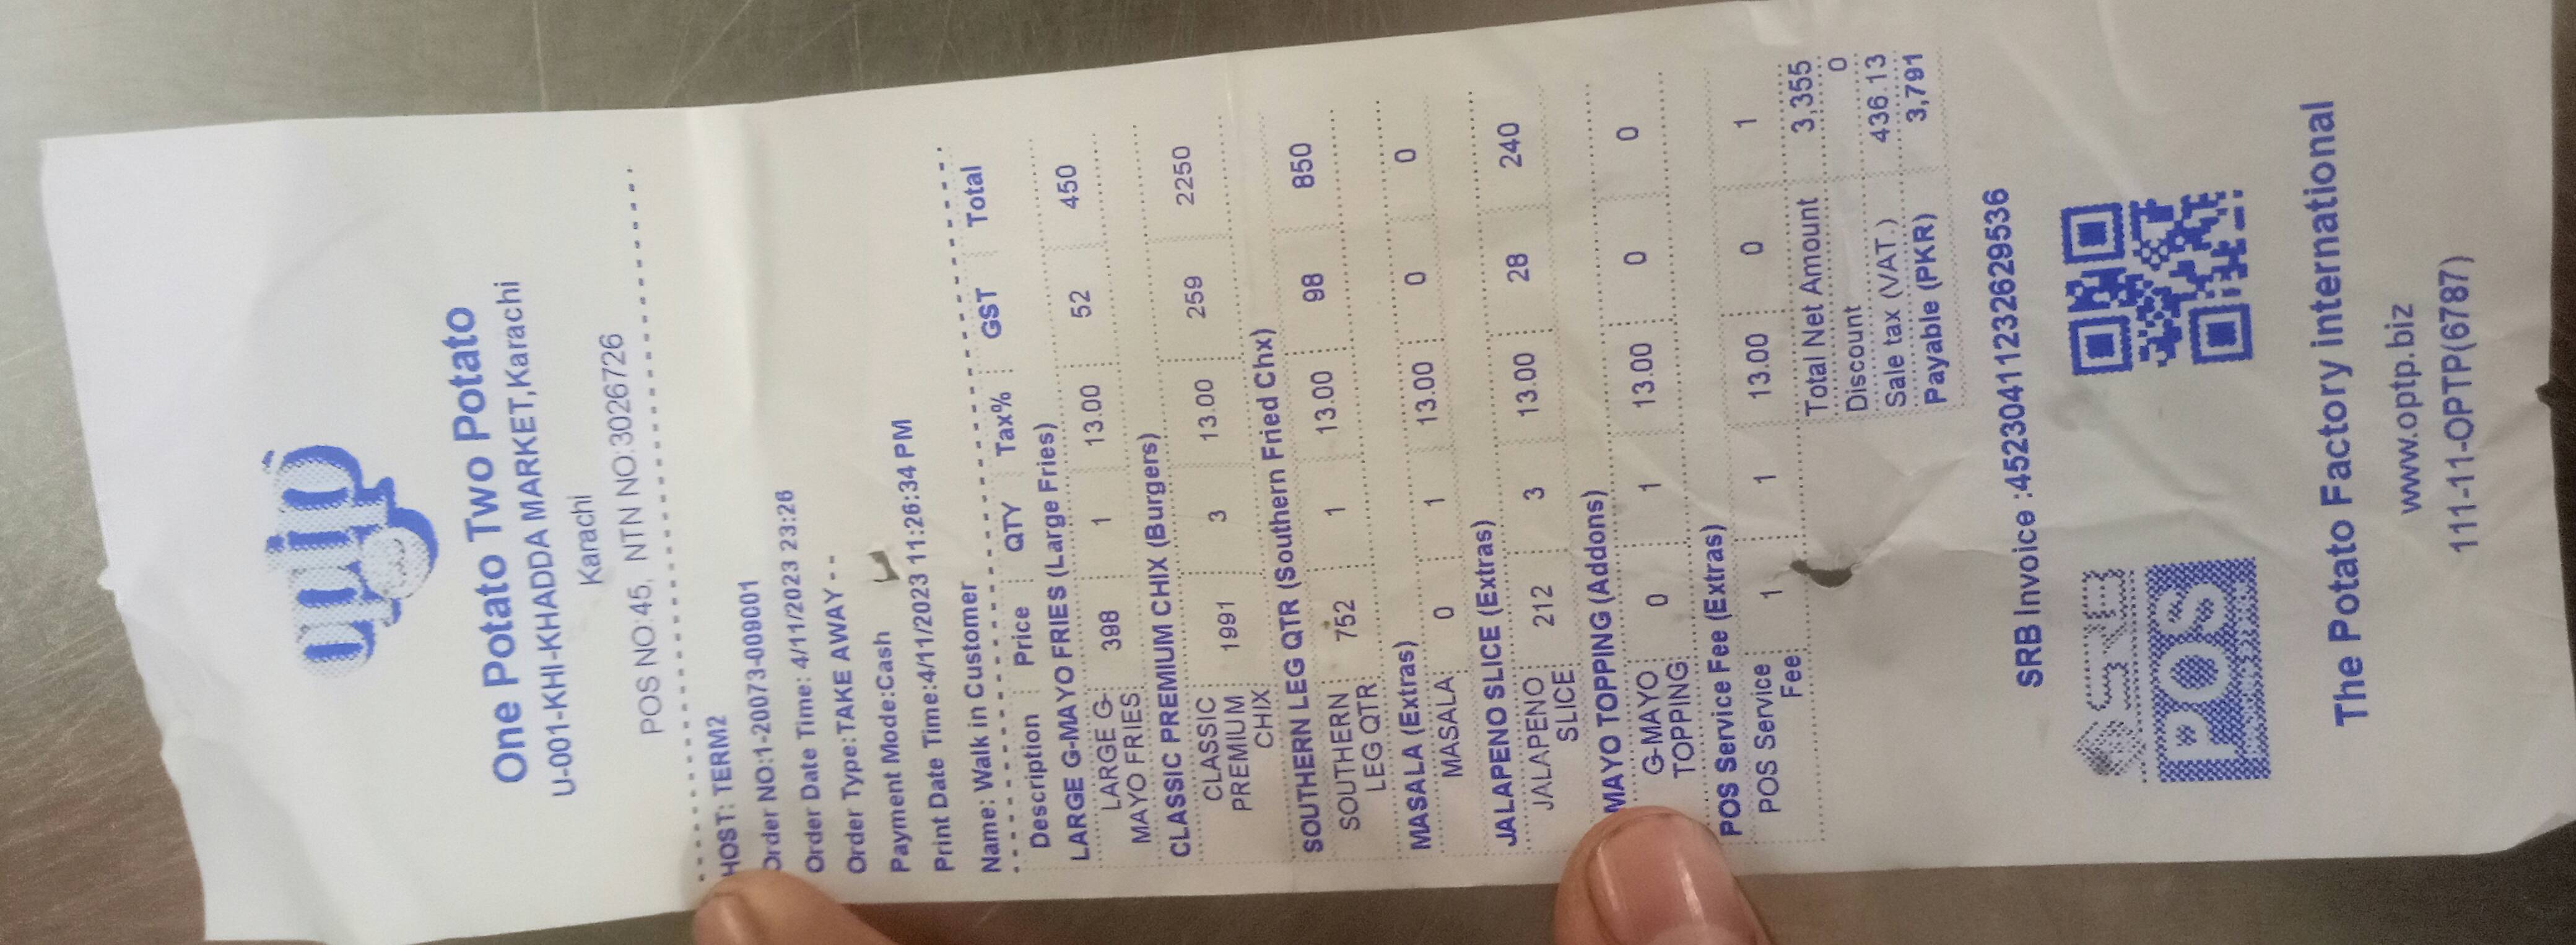 One Potato Two Potato
U-001-KHI-KHADDA MARKET,Karachi
Karachi
POS NO:45, NTN NO:3026726
HOST: TERM2
Order NO:1-20073-009001
Order Date Time: 4/11/2023 23:26
Order Type:TAKE AWAY--
Payment Mode:Cash
Print Date Time:4/11/2023 11:26:34 PM
Name: Walk in Customer
Description Price QTY Tax% GST Total
LARGE G-MAYO FRIES (Large Fries)
LARGE G- 398 1 13.00 52 450
MAYO FRIES
CLASSIC PREMIUM CHIX (Burgers)
CLASSIC 1991 3 13.00 259 2250
PREMIUM
CHIX
SOUTHERN LEG QTR (Southern Fried Chx)
SOUTHERN 752 1 13.00 98 850
LEG QTR
MASALA (Extras)
MASALA 0 1 13.00 0 0
JALAPENO SLICE (Extras)
JALAPENO 212 3 13.00 28 240
SLICE
MAYO TOPPING (Addons)
G-MAYO 0 1 13.00 0 0
TOPPING
POS Service Fee (Extras)
POS Service 1 1 13.00 0 1
Fee
Total Net Amount 3,355
Discount 0
Sale tax (VAT ) 436.13
Payable (PKR) 3,791
SRB Invoice :45230411232629536
SRB
POS
The Potato Factory international
www.optp.biz
111-11-OPTP(6787)